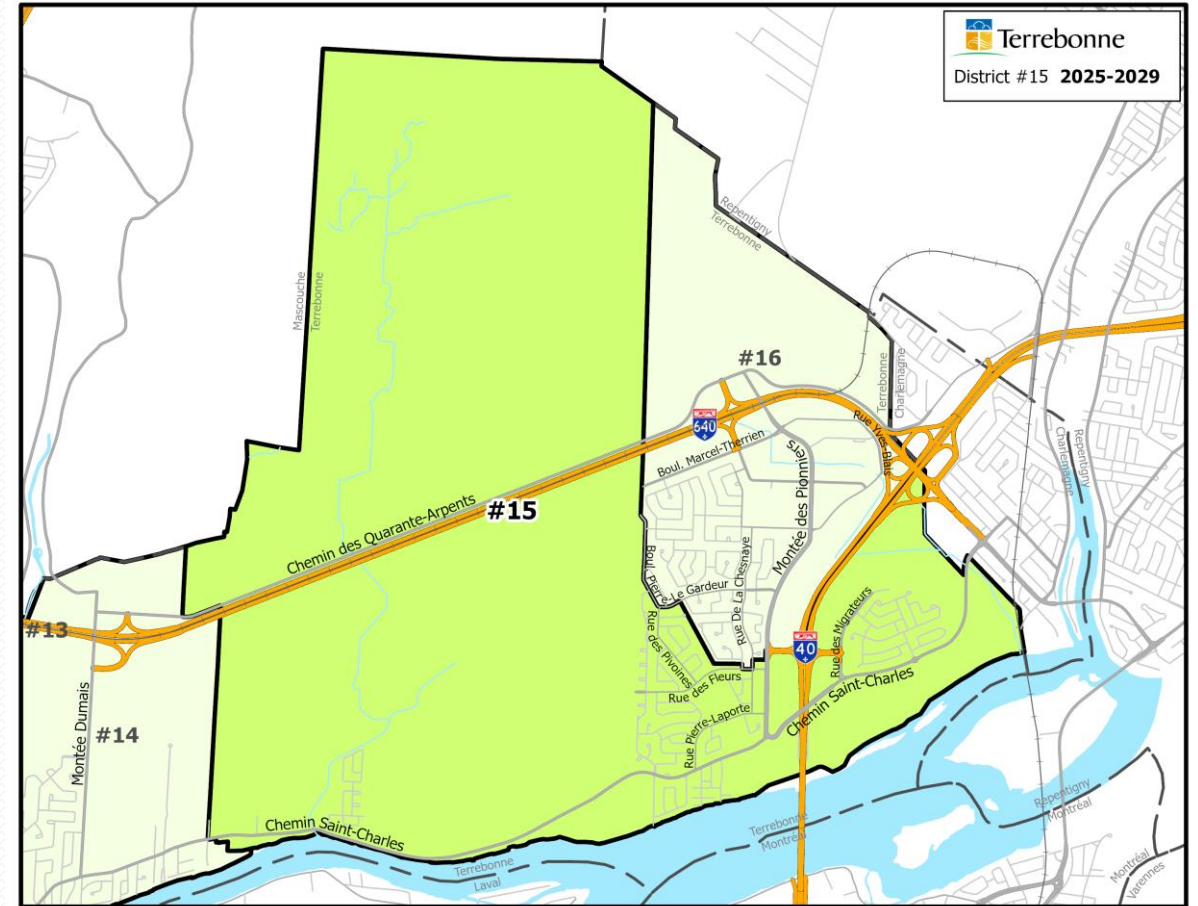 Terrebonne
District #15 2025-2029
Repentigny
Terrebonne
Mascouche
Terrebonne
#16
Terrebonne
Charlemagne
640
Rue Yves-Blais
Boul. Marcel-Therrien
Montée des Pionniers
Charlemagne
Repentigny
Chemin des Quarante-Arpents
#15
Boul. Pierre-Le Gardeur
Rue De La Chesnaye
Rue des Migrateurs
#13
Rue des Pivoines
40
Rue des Fleurs
Chemin Saint-Charles
Rue Pierre-Laporte
Montée Dumais
#14
Chemin Saint-Charles
Terrebonne
Montréal
Repentigny
Montréal
Terrebonne
Laval
Montréal
Varennes